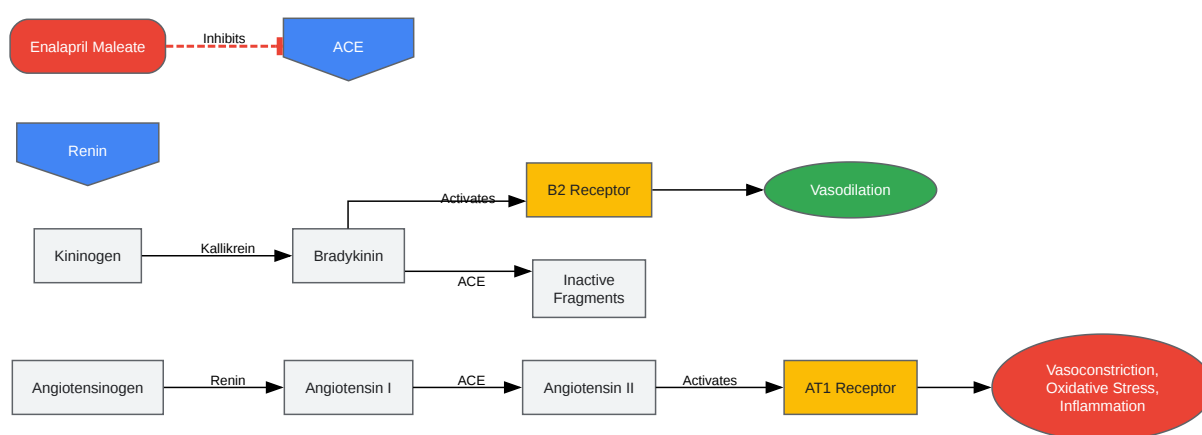 Enalapril Maleate
Inhibits
ACE
Renin
Activates
B2 Receptor
Vasodilation
Kininogen
Kallikrein
Bradykinin
ACE
Inactive
Fragments
Angiotensinogen
Renin
Angiotensin I
ACE
Angiotensin II
Activates
AT1 Receptor
Vasoconstriction,
Oxidative Stress,
Inflammation